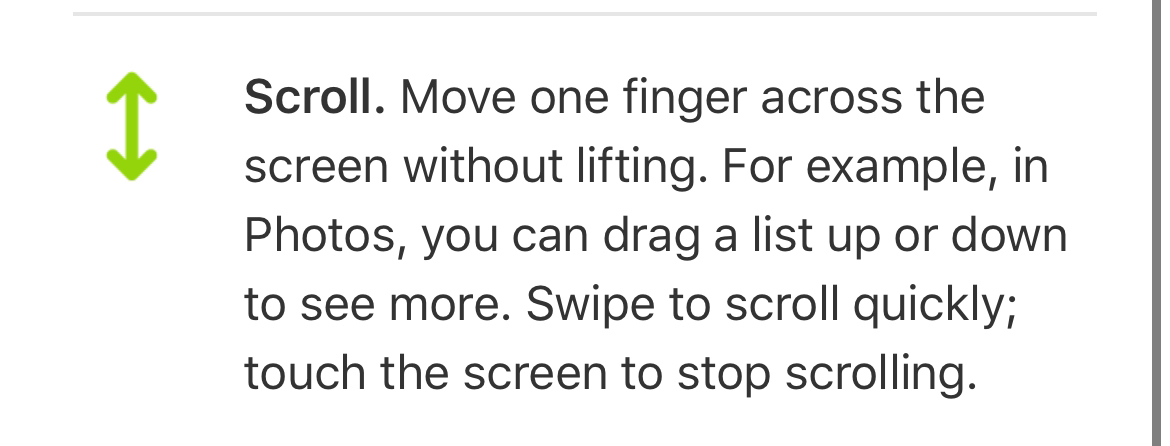 Scroll. Move one finger across the
screen without lifting. For example, in
Photos, you can drag a list up or down
to see more. Swipe to scroll quickly;
touch the screen to stop scrolling.